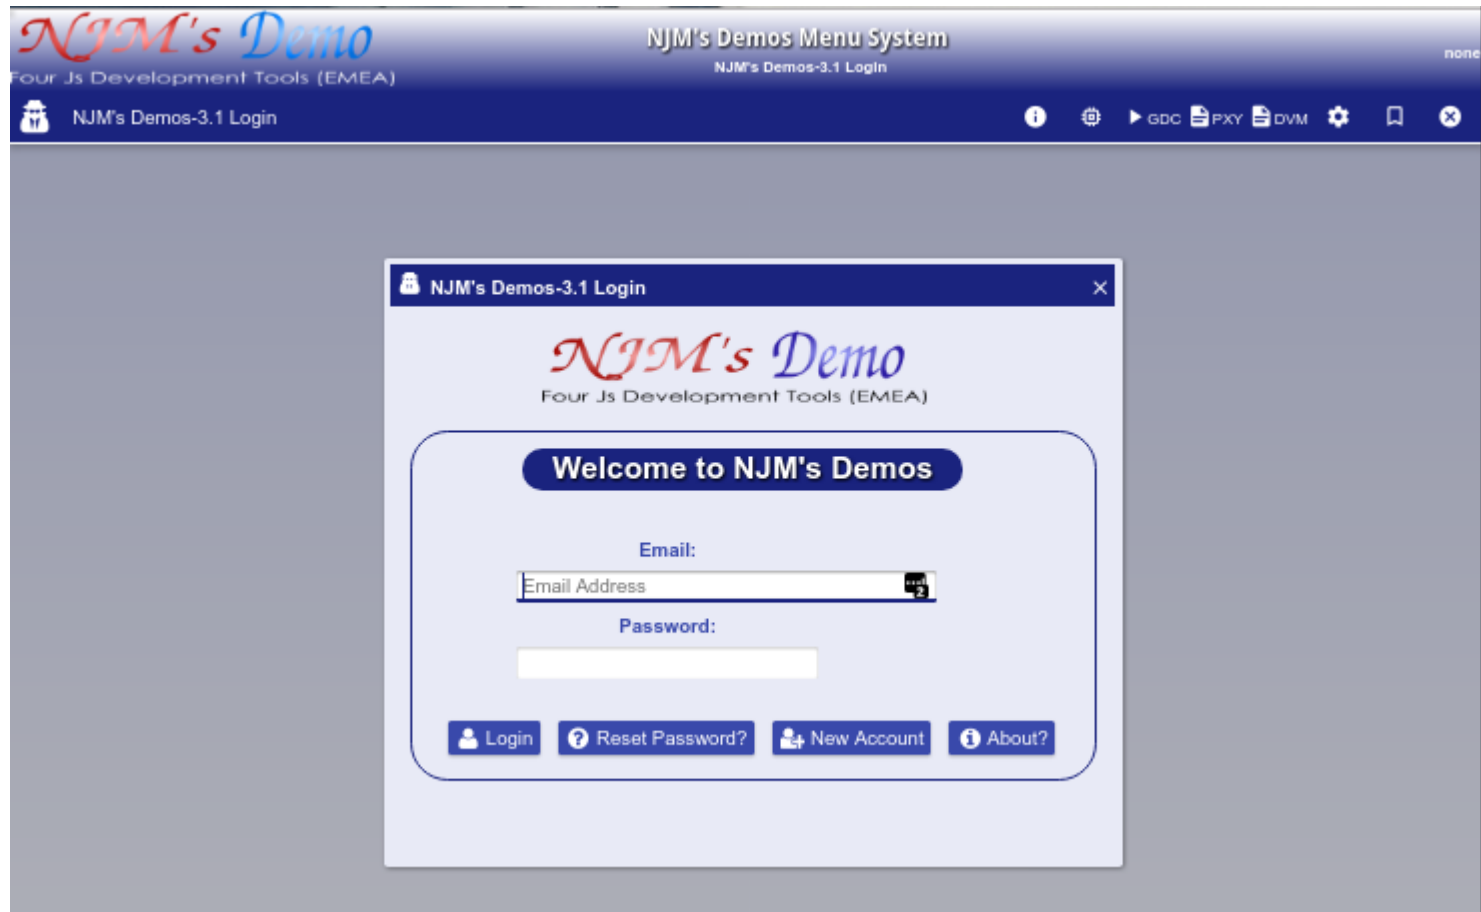 NJM's Demo
Four Js Development Tools (EMEA)
NJM's Demos Menu System
NJM's Demos-3.1 Login
none
NJM's Demos-3.1 Login
GDC PXY DVM
NJM's Demos-3.1 Login
NJM's Demo
Four Js Development Tools (EMEA)
Welcome to NJM's Demos
Email:
Email Address
2
Password:
Login Reset Password? New Account About?